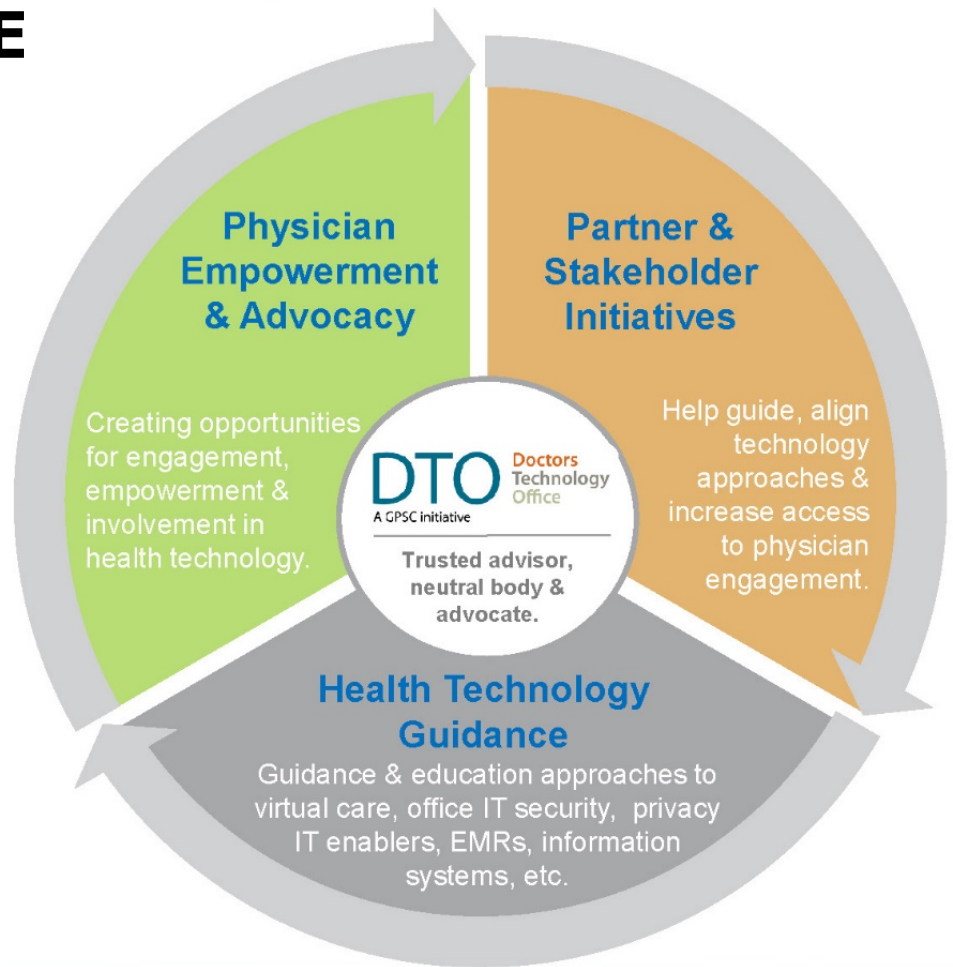 E
Physician
Empowerment
& Advocacy
Creating opportunities
for engagement,
empowerment &
involvement in
health technology.
Partner &
Stakeholder
Initiatives
Help guide, align
technology
approaches &
increase access
to physician
engagement.
DTO
Doctors
Technology
Office
A GPSC initiative
Trusted advisor,
neutral body &
advocate.
Health Technology
Guidance
Guidance & education approaches to
virtual care, office IT security, privacy
IT enablers, EMRs, information
systems, etc.